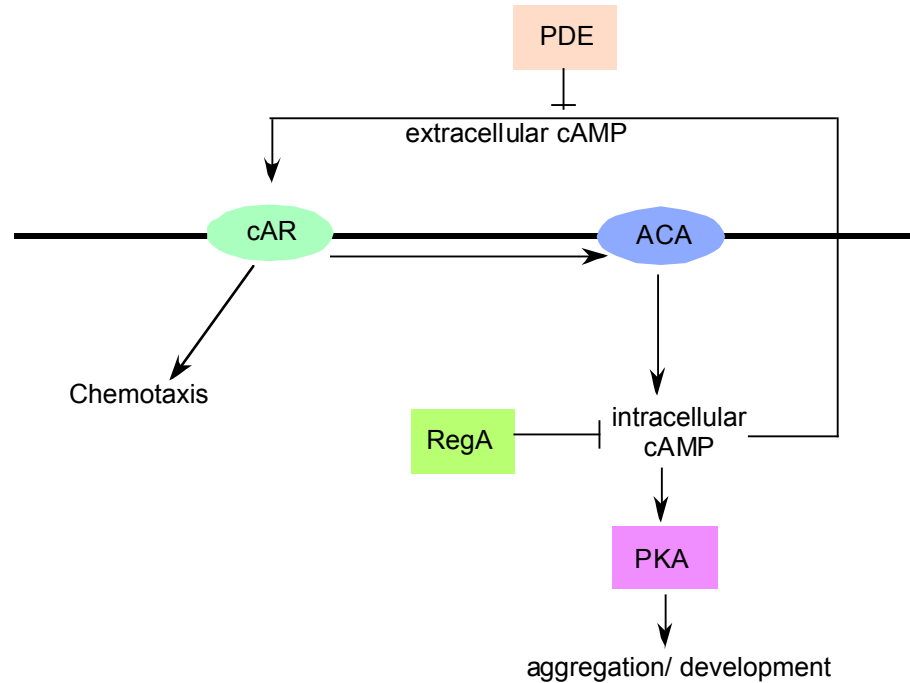 PDE
extracellular cAMP
cAR
ACA
Chemotaxis
RegA
intracellular
cAMP
PKA
aggregation/ development